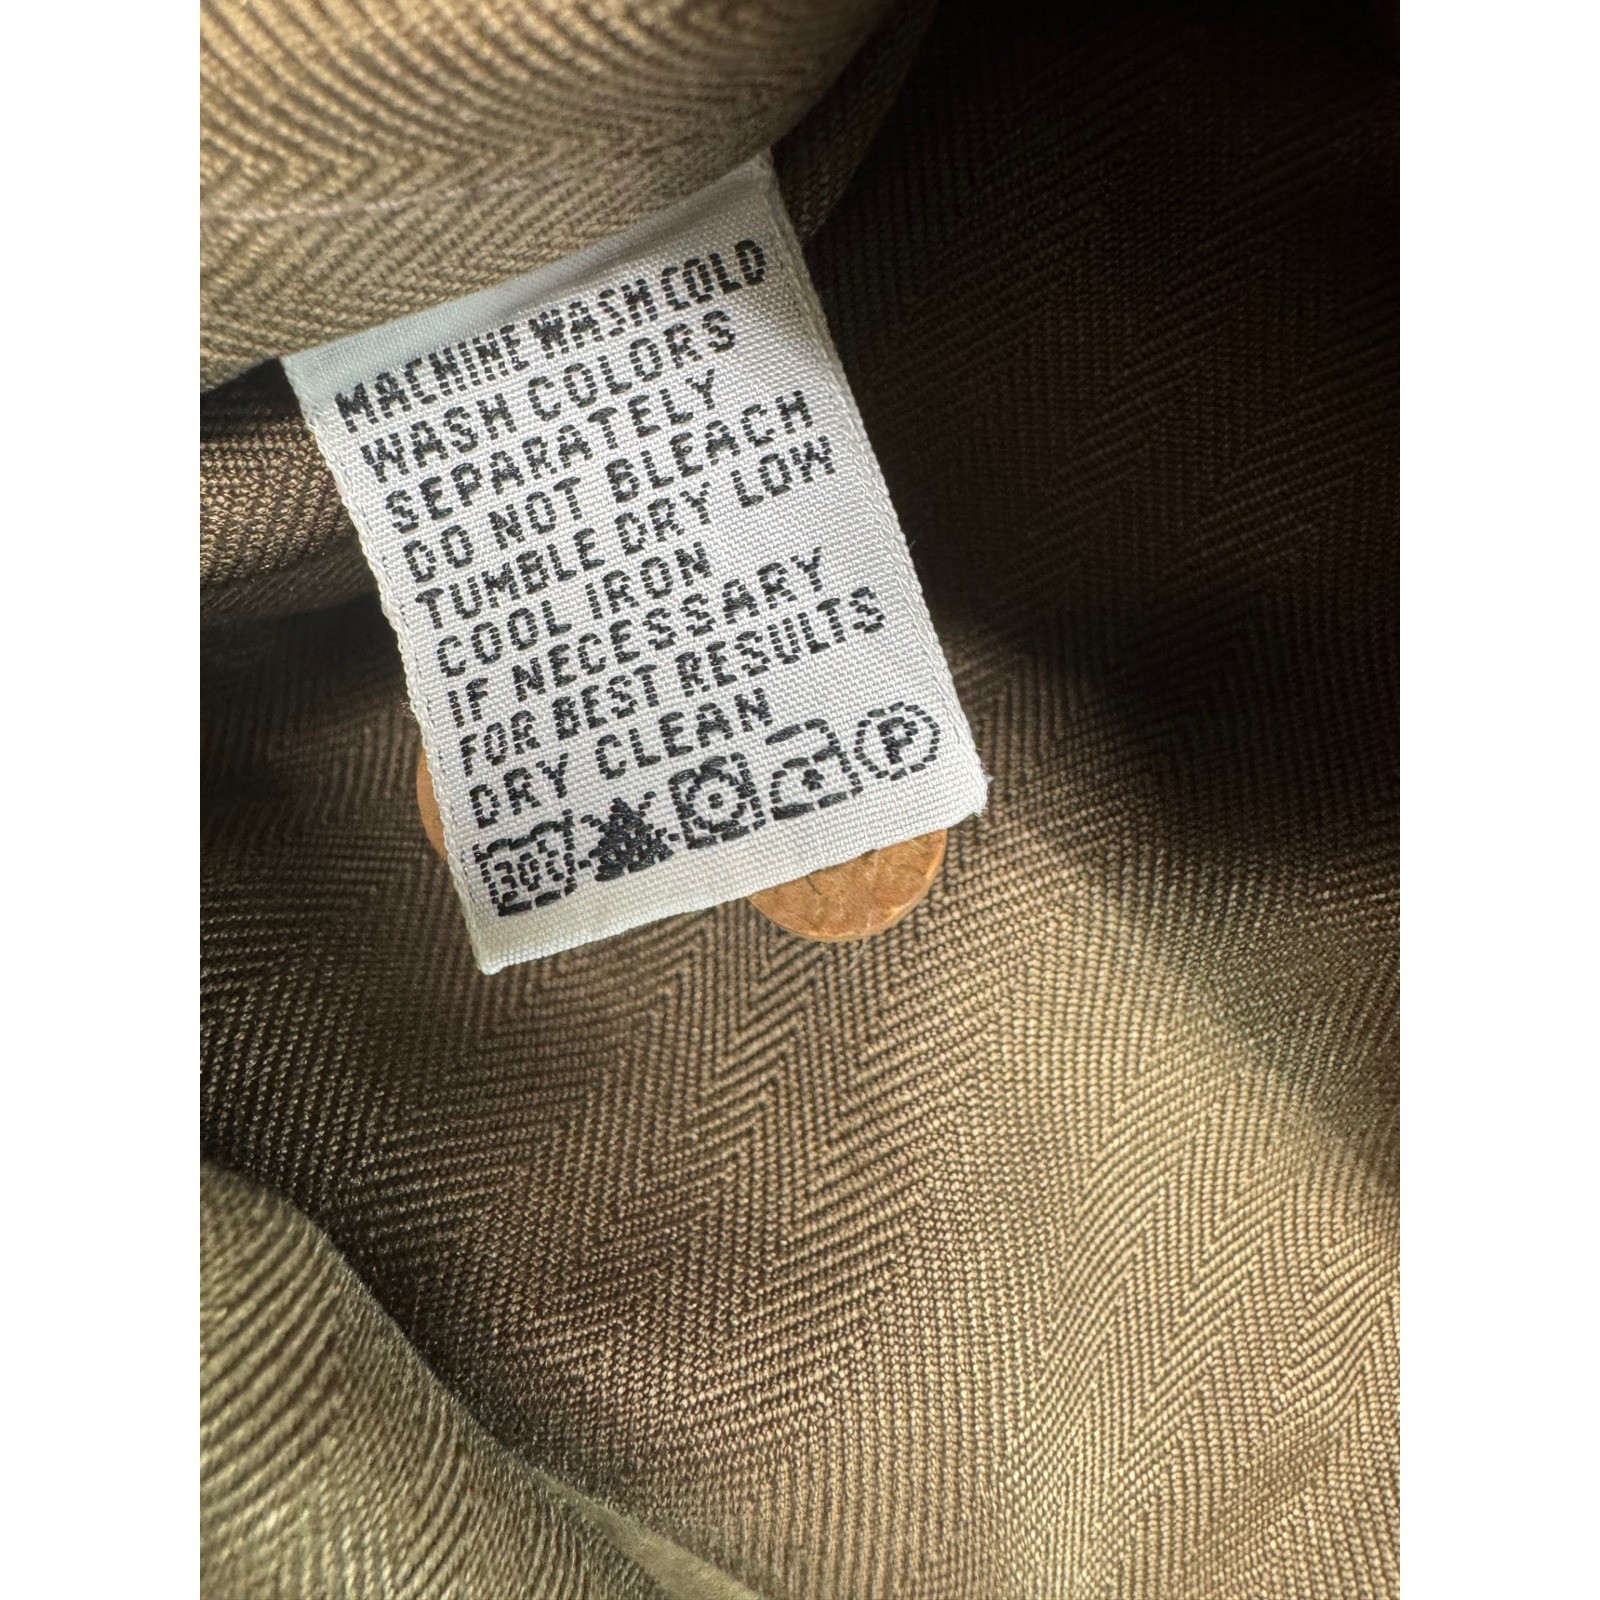 MACHINE WASH COLD
WASH COLORS
SEPARATELY
DO NOT BLEACH
TUMBLE DRY LOW
COOL IRON
IF NECESSARY
FOR BEST RESULTS
DRY CLEAN
30C P